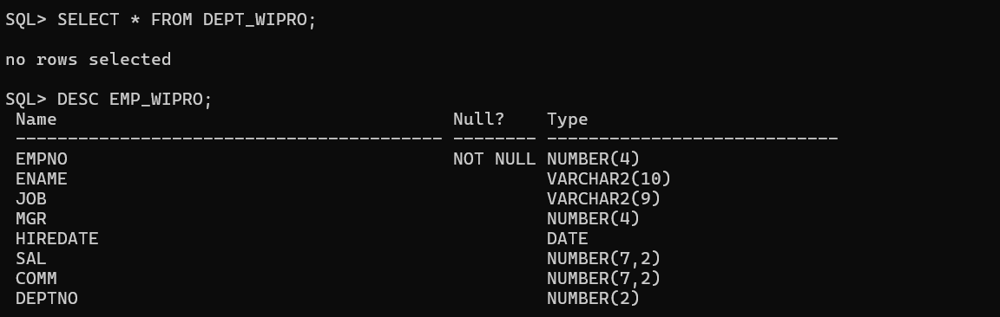 SQL> SELECT * FROM DEPT_WIPRO;
no rows selected
SQL> DESC EMP_WIPRO;
Name Null? Type
----------------------------------------- -------- ----------------------------
EMPNO NOT NULL NUMBER(4)
ENAME VARCHAR2(10)
JOB VARCHAR2(9)
MGR NUMBER(4)
HIREDATE DATE
SAL NUMBER(7,2)
COMM NUMBER(7,2)
DEPTNO NUMBER(2)